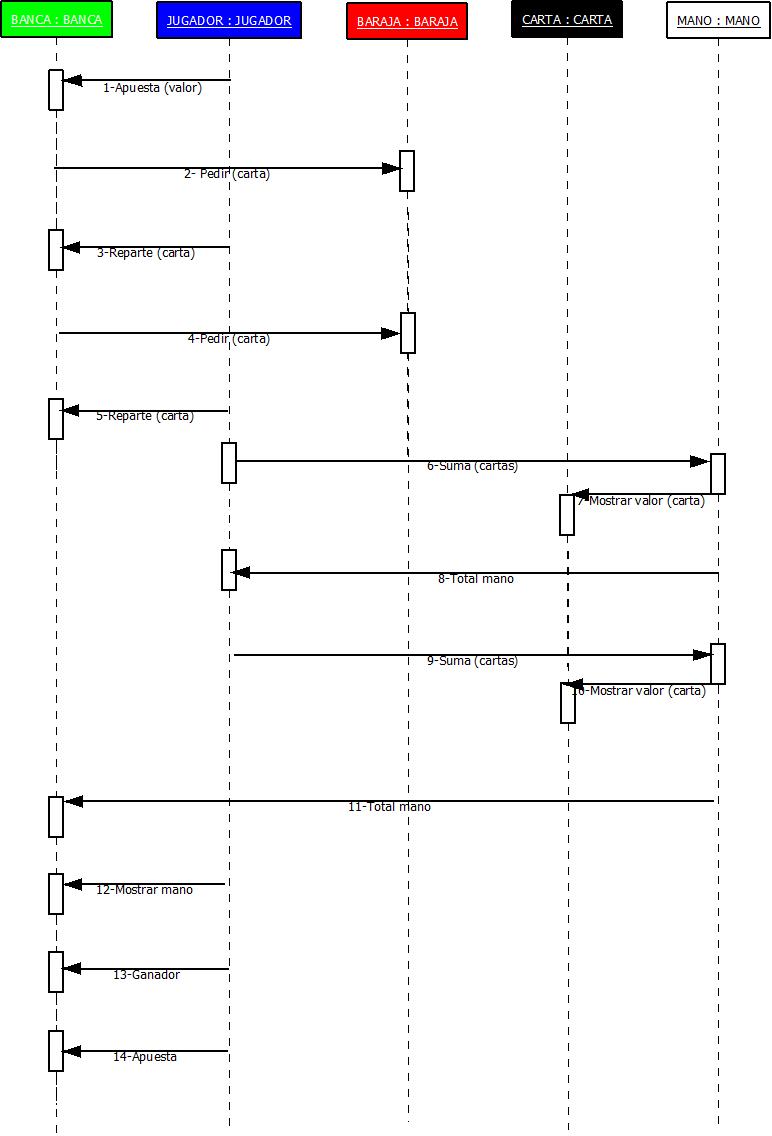 BANCA : BANCA
JUGADOR : JUGADOR
BARAJA : BARAJA
CARTA : CARTA
MANO : MANO
1-Apuesta (valor)
2- Pedir (carta)
3-Reparte (carta)
4-Pedir (carta)
5-Reparte (carta)
6-Suma (cartas)
7-Mostrar valor (carta)
8-Total mano
9-Suma (cartas)
10-Mostrar valor (carta)
11-Total mano
12-Mostrar mano
13-Ganador
14-Apuesta